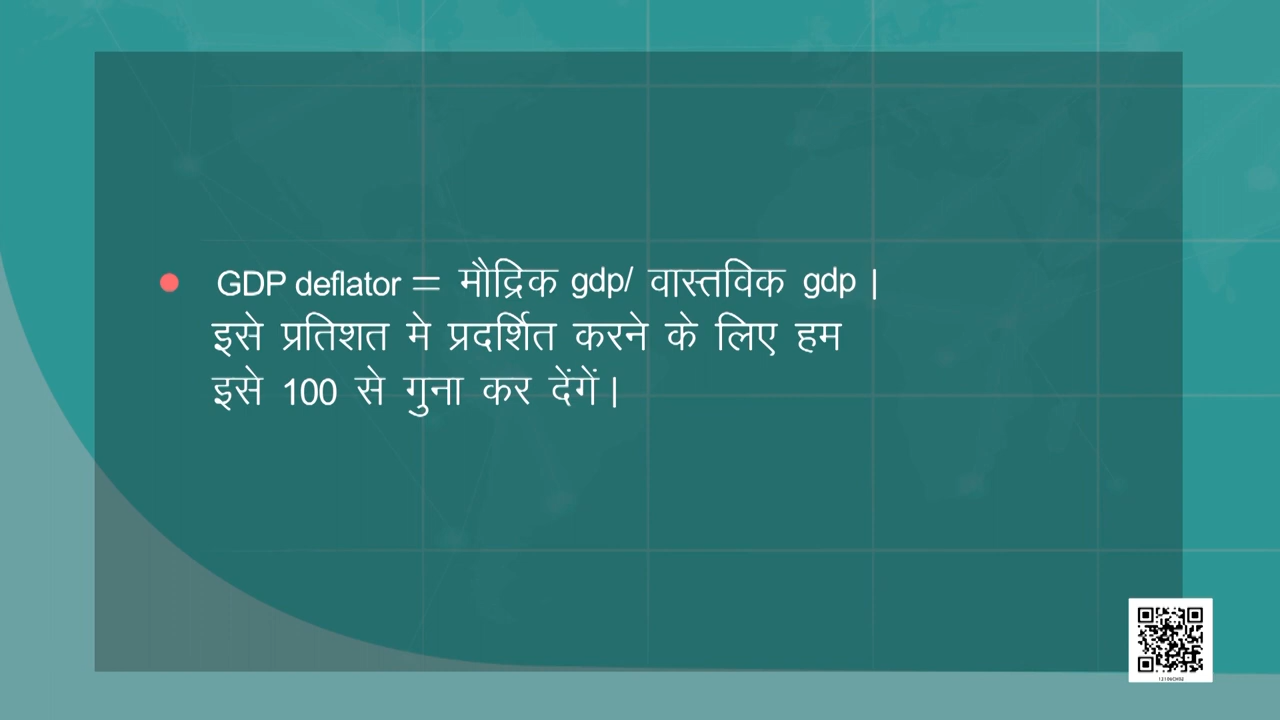 GDP deflator = मौद्रिक gdp/ वास्तविक gdp |
इसे प्रतिशत मे प्रदर्शित करने के लिए हम
इसे 100 से गुना कर देंगें|